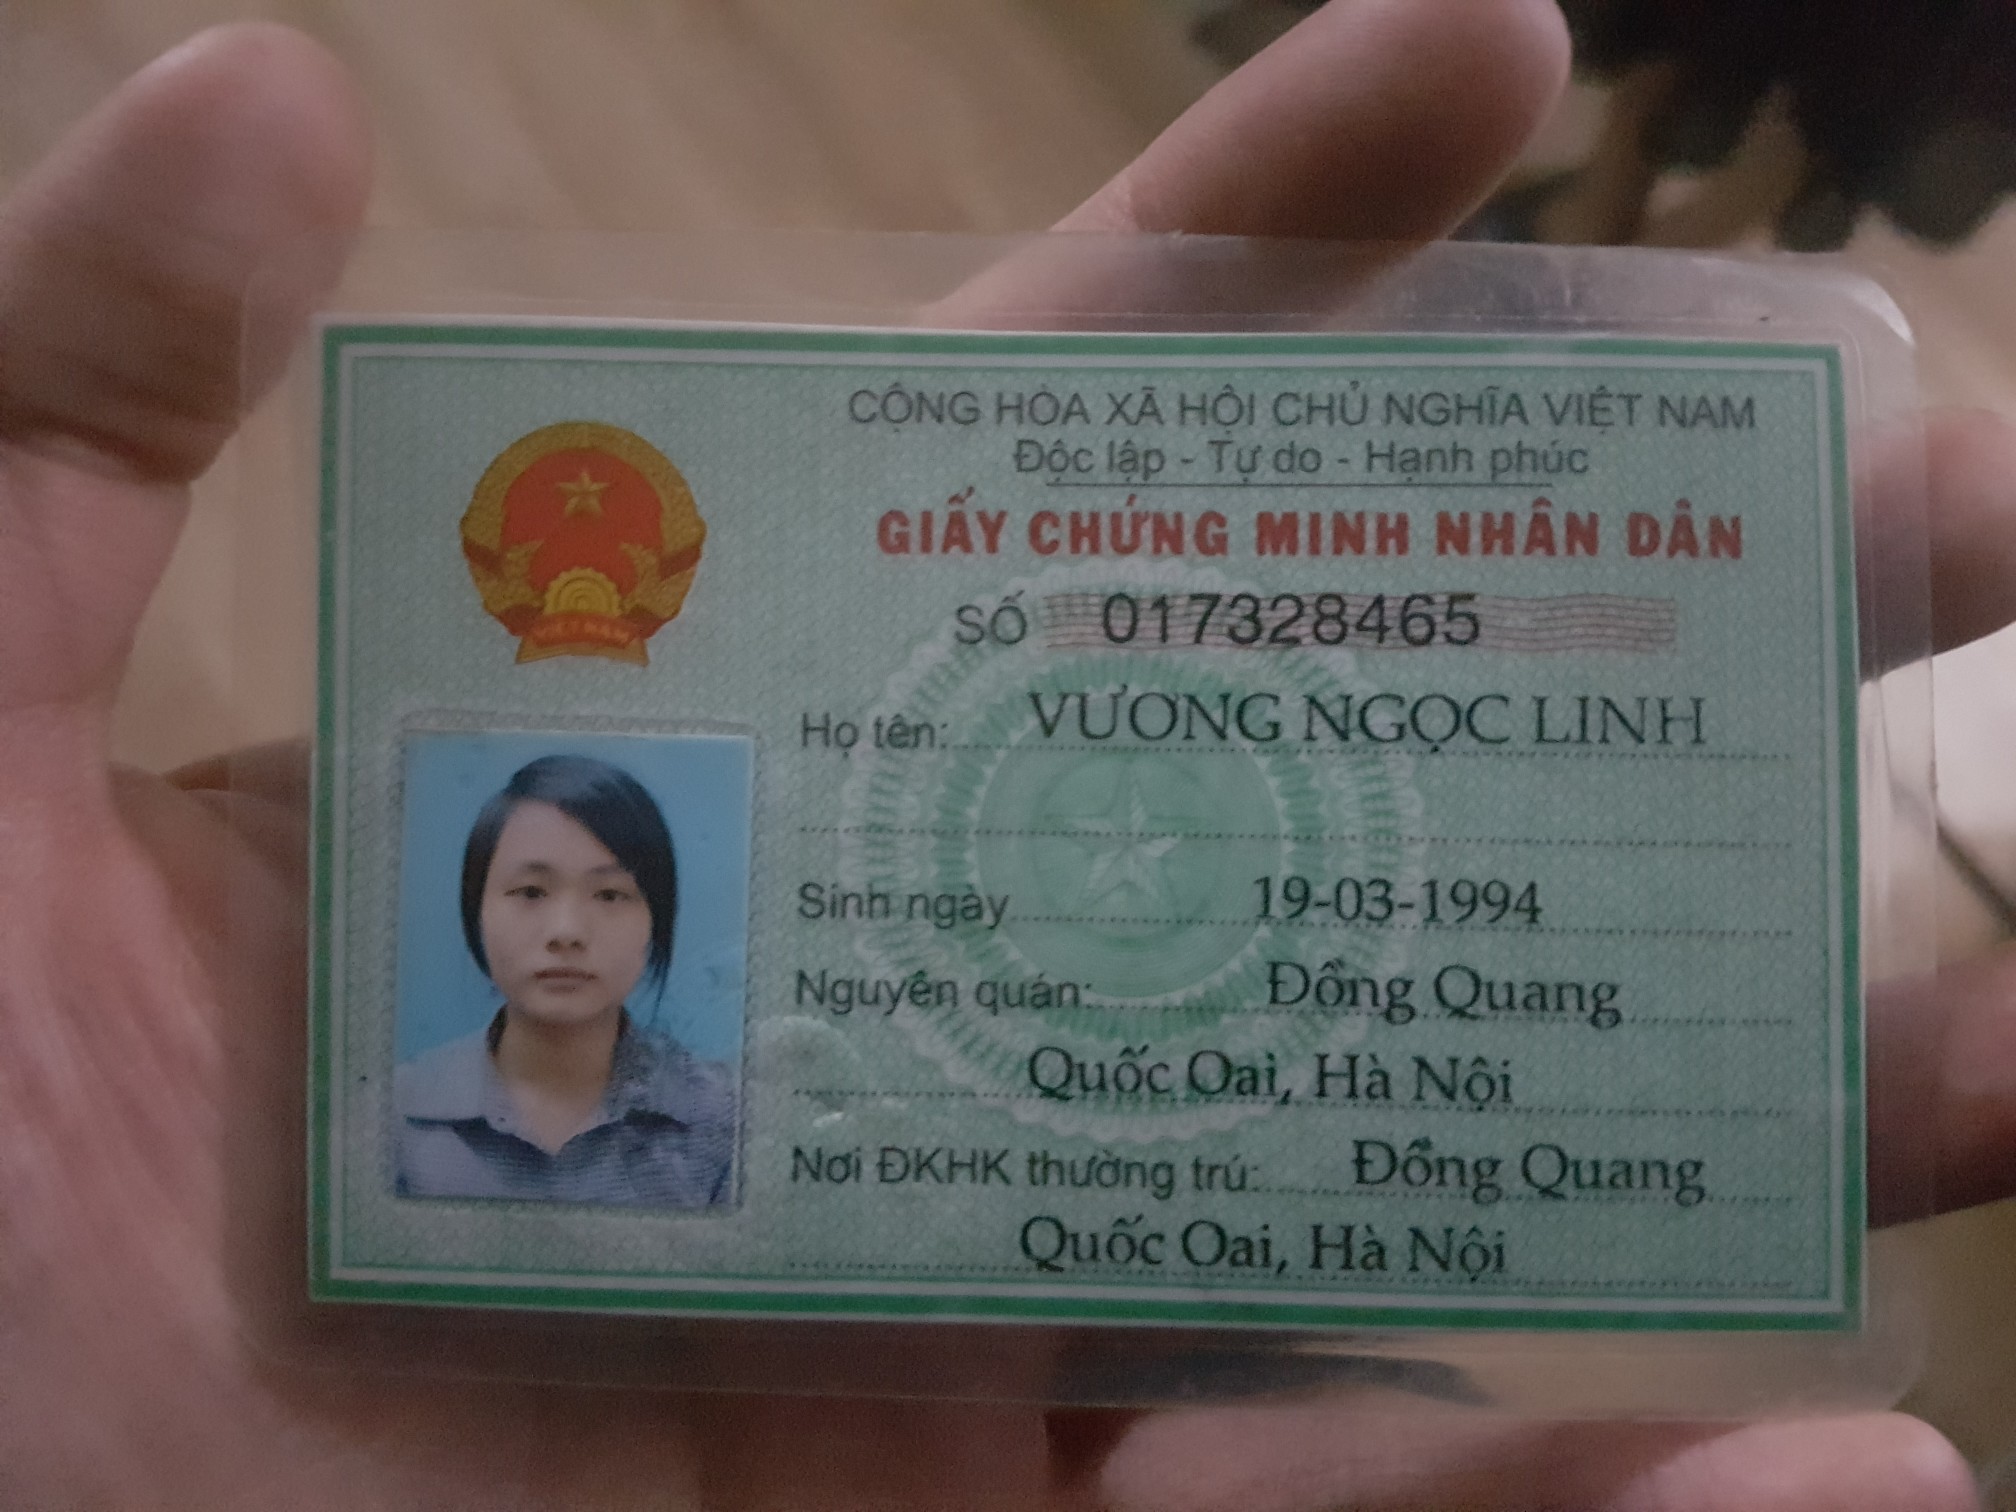 CỘNG HÒA XÃ HỘI CHỦ NGHĨA VIỆT NAM
Độc lập - Tự do - Hạnh phúc
GIẤY CHỨNG MINH NHÂN DÂN
SỐ 017328465
VIỆT NAM
Họ tên: VƯƠNG NGỌC LINH
Sinh ngày 19-03-1994
Nguyên quán: Đồng Quang
Quốc Oai, Hà Nội
Nơi ĐKHK thường trú: Đồng Quang
Quốc Oai, Hà Nội